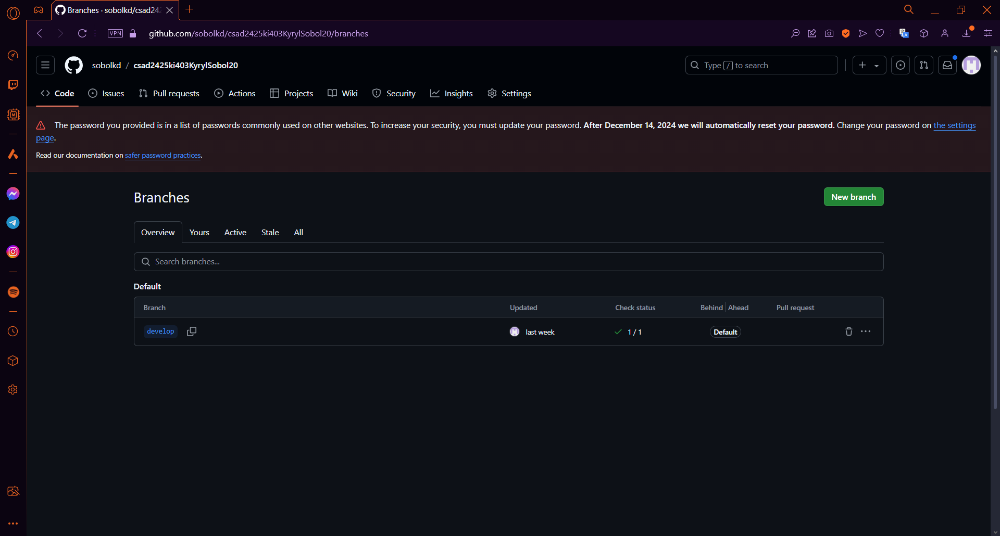 Branches · sobolkd/csad24
VPN
github.com/sobolkd/csad2425ki403KyrylSobol20/branches
sobolkd / csad2425ki403KyrylSobol20
Type / to search
Code
Issues
Pull requests
Actions
Projects
Wiki
Security
Insights
Settings
The password you provided is in a list of passwords commonly used on other websites. To increase your security, you must update your password. After December 14, 2024 we will automatically reset your password. Change your password on the settings
page.
Read our documentation on safer password practices.
Branches
New branch
Overview
Yours
Active
Stale
All
Search branches...
Default
Branch
Updated
Check status
Behind
Ahead
Pull request
develop
last week
1 / 1
Default